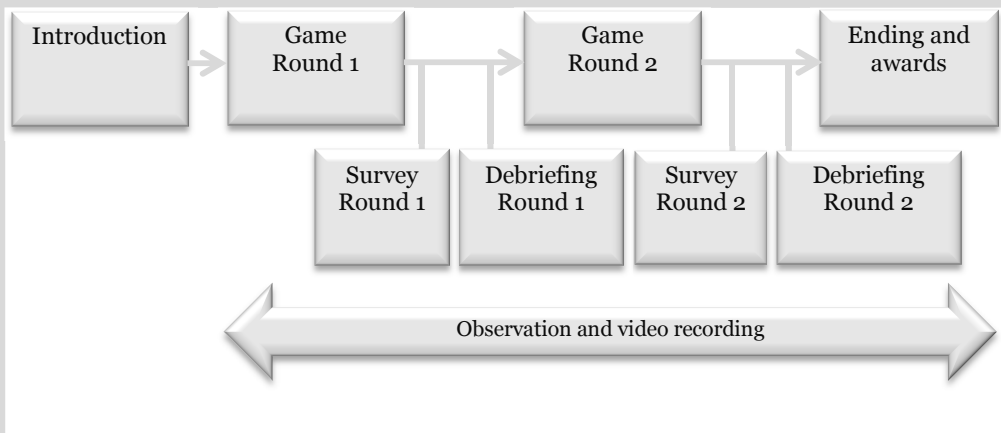 Introduction
Game
Round 1
Game
Round 2
Ending and
awards
Survey
Round 1
Debriefing
Round 1
Survey
Round 2
Debriefing
Round 2
Observation and video recording